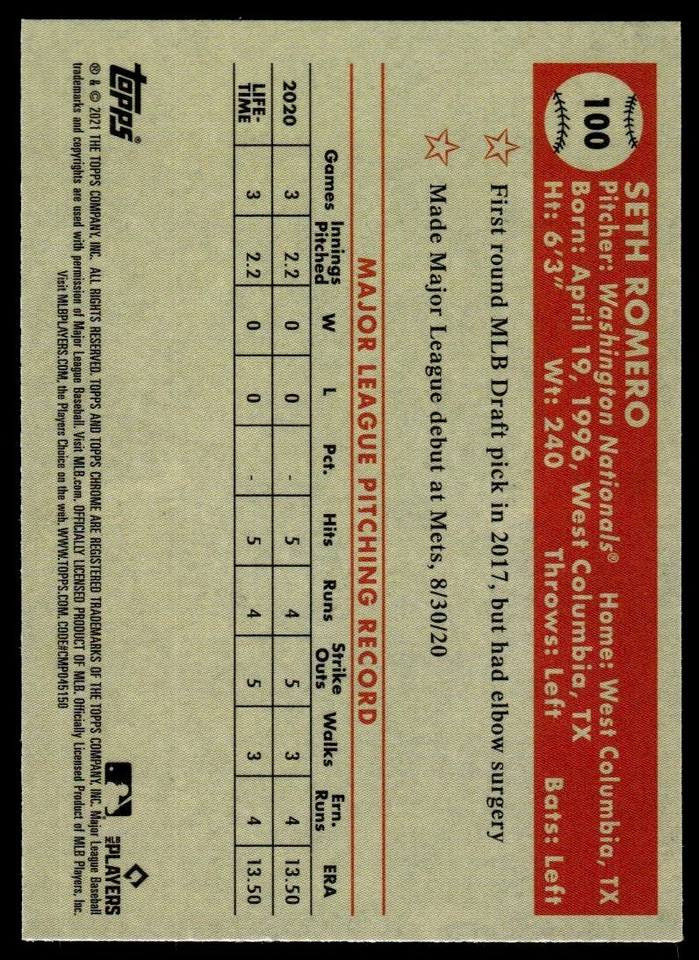 100
SETH ROMERO
Pitcher: Washington Nationals® Home: West Columbia, TX
Born: April 19, 1996, West Columbia, TX
Ht: 6'3" Wt: 240 Throws: Left Bats: Left
First round MLB Draft pick in 2017, but had elbow surgery
Made Major League debut at Mets, 8/30/20
MAJOR LEAGUE PITCHING RECORD
Games Innings Pitched W L Pct. Hits Runs Strike Outs Walks Ern. Runs ERA
2020 3 2.2 0 0 - 5 4 5 3 4 13.50
LIFE-TIME 3 2.2 0 0 - 5 4 5 3 4 13.50
topps®
MLB PLAYERS
® & © 2021 THE TOPPS COMPANY, INC. ALL RIGHTS RESERVED. TOPPS AND TOPPS CHROME ARE REGISTERED TRADEMARKS OF THE TOPPS COMPANY, INC. Major League Baseball
trademarks and copyrights are used with permission of Major League Baseball. Visit MLB.com. OFFICIALLY LICENSED PRODUCT OF MLB. Officially Licensed Product of MLB Players, Inc.
Visit MLBPLAYERS.COM, the Players Choice on the web. WWW.TOPPS.COM. CODE#CMP045150